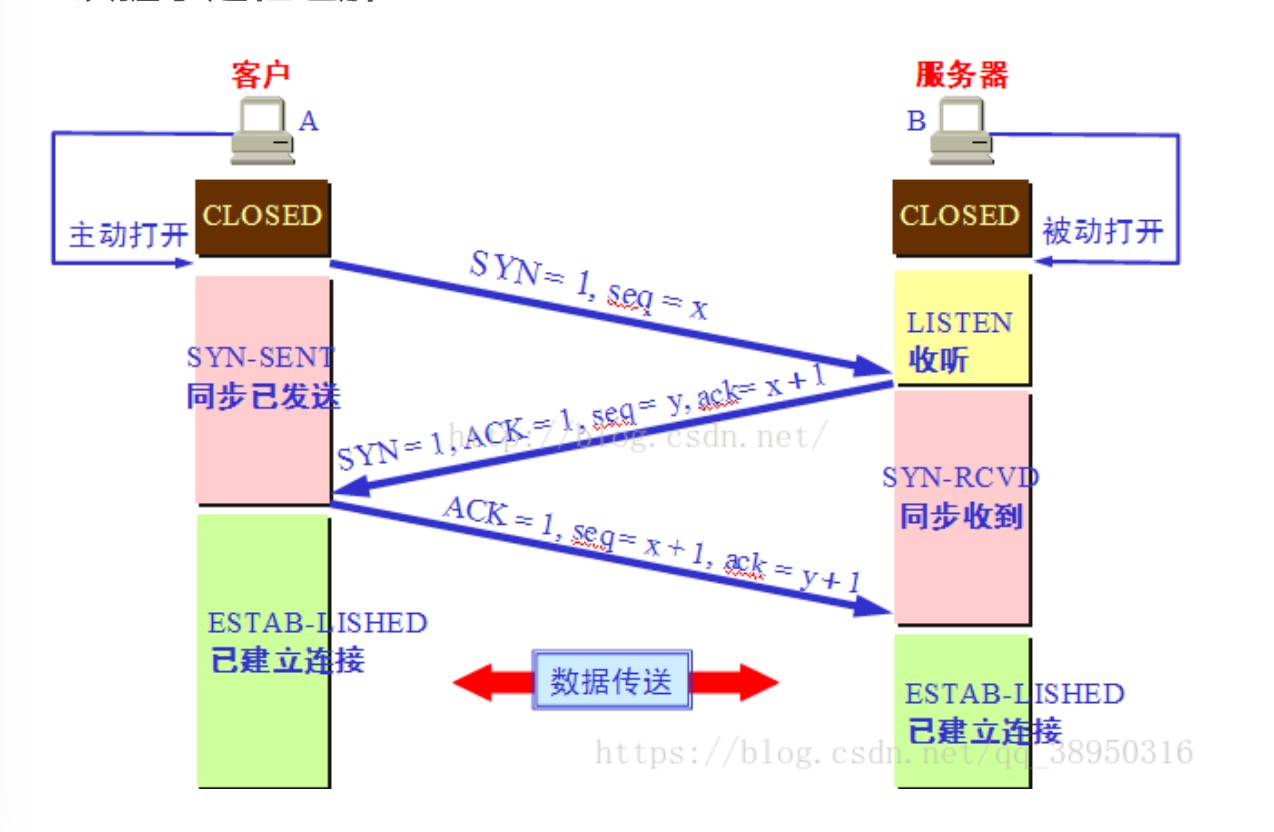 客户
服务器
A
B
CLOSED
CLOSED
主动打开
被动打开
SYN = 1, seq = x
LISTEN
收听
SYN-SENT
同步已发送
SYN = 1, ACK = 1, seq = y, ack = x + 1
http://blog.csdn.net/
SYN-RCVD
同步收到
ACK = 1, seq = x + 1, ack = y + 1
ESTAB-LISHED
已建立连接
数据传送
ESTAB-LISHED
已建立连接
https://blog.csdn.net/qq_38950316